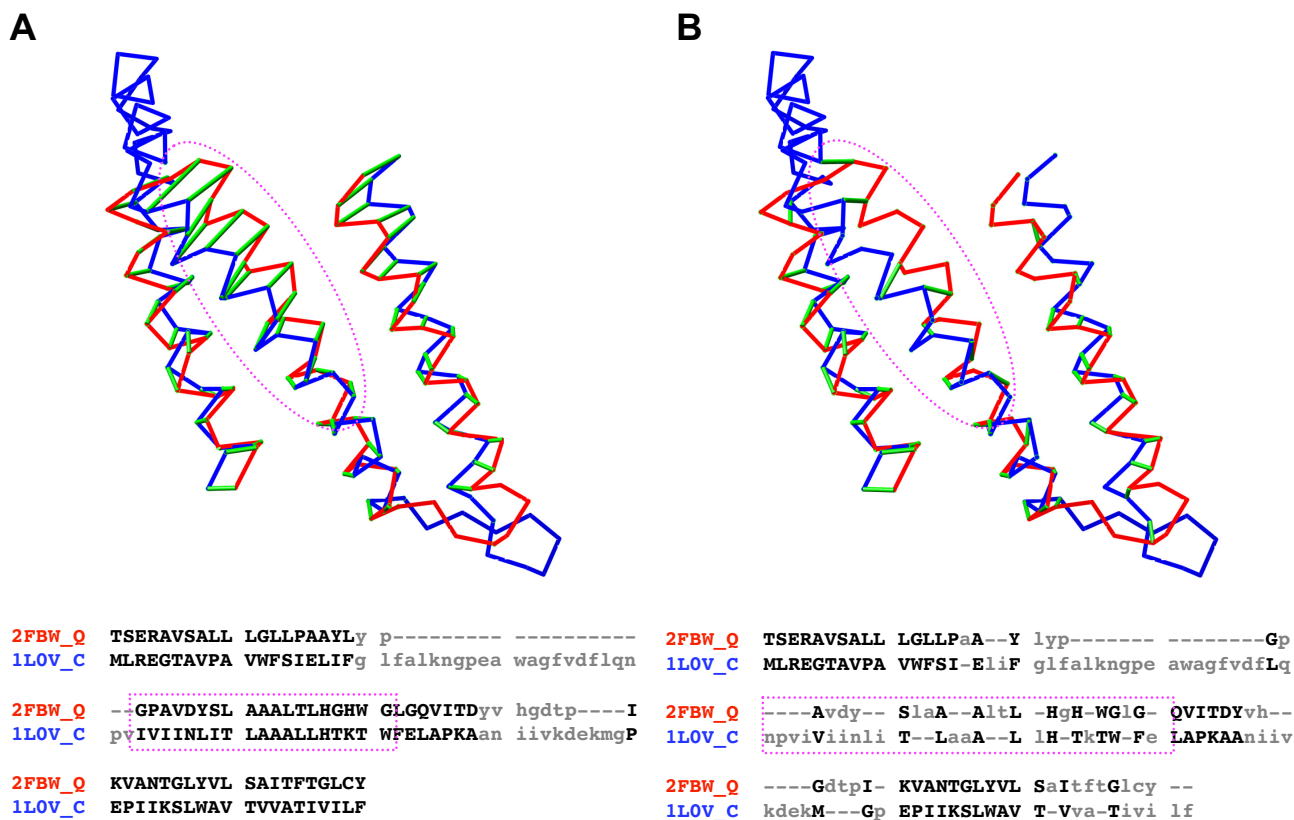 A
B
2FBW_Q TSERAVSALL LGLLPAAYLy p--------- ----------
1L0V_C MLREGTAVPA VWFSIELIFg lfalkngpea wagfvdflqn
2FBW_Q --GPAVDYSL AAALTLHGHW GLGQVITDyv hgdtp----I
1L0V_C pvIVIINLIT LAAALLHTKT WFELAPKAan iivkdekmgP
2FBW_Q KVANTGLYVL SAITFTGLCY
1L0V_C EPIIKSLWAV TVVATIVILF
2FBW_Q TSERAVSALL LGLLPaA--Y lyp------- --------Gp
1L0V_C MLREGTAVPA VWFSI-EliF glfalkngpe awagfvdfLq
2FBW_Q ----Avdy-- SlaA--AltL -HgH-WGlG- QVITDYvh--
1L0V_C npviViinli T--LaaA--L lH-TkTW-Fe LAPKAAniiv
2FBW_Q ----GdtpI- KVANTGLYVL SaItftGlcy --
1L0V_C kdekM---Gp EPIIKSLWAV T-Vva-Tivi lf